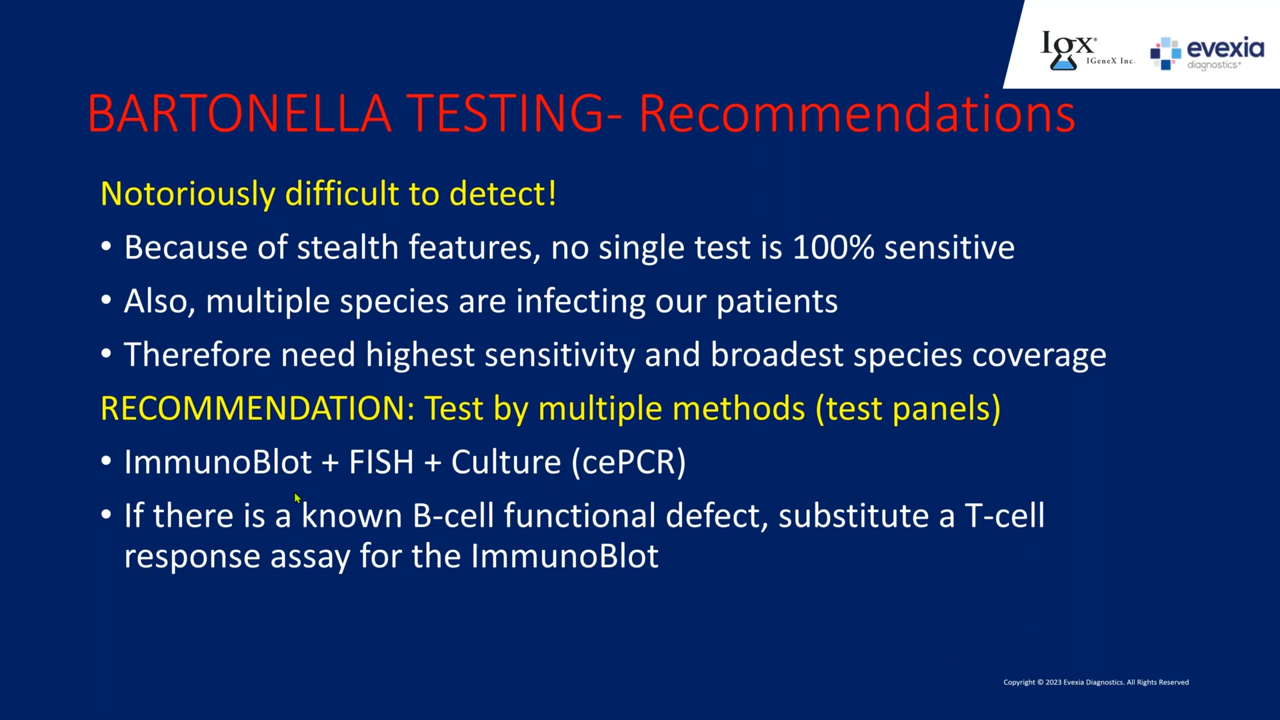 Igx®
IGeneX Inc.
evexia
diagnostics+
BARTONELLA TESTING- Recommendations
Notoriously difficult to detect!
• Because of stealth features, no single test is 100% sensitive
• Also, multiple species are infecting our patients
• Therefore need highest sensitivity and broadest species coverage
RECOMMENDATION: Test by multiple methods (test panels)
• ImmunoBlot + FISH + Culture (cePCR)
• If there is a known B-cell functional defect, substitute a T-cell
response assay for the ImmunoBlot
Copyright © 2023 Evexia Diagnostics. All Rights Reserved